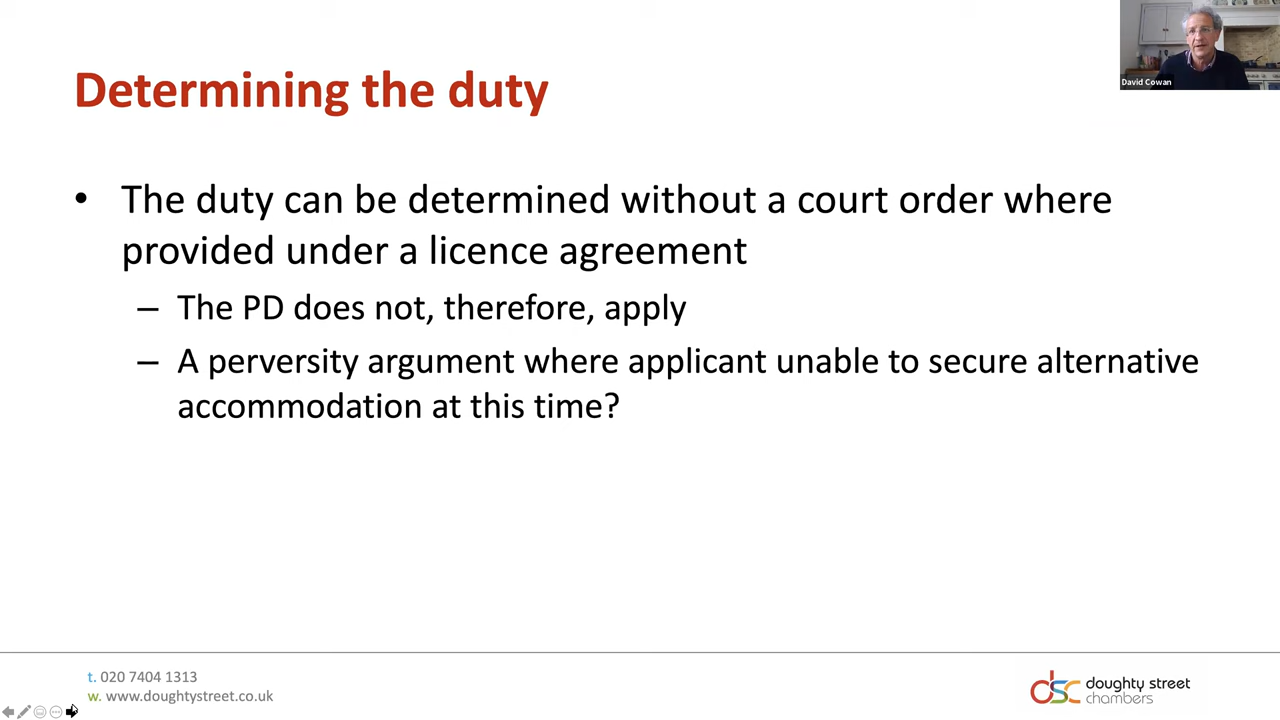 David Cowan
Determining the duty
• The duty can be determined without a court order where
provided under a licence agreement
– The PD does not, therefore, apply
– A perversity argument where applicant unable to secure alternative
accommodation at this time?
t. 020 7404 1313
w. www.doughtystreet.co.uk
dsc doughty street
chambers